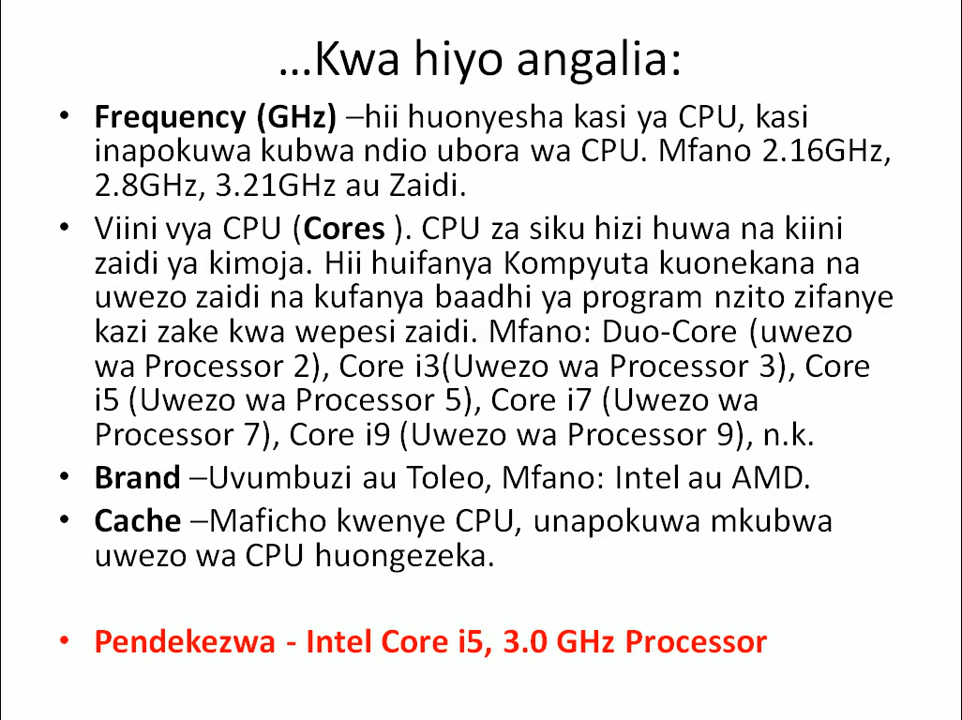 …Kwa hiyo angalia:
• Frequency (GHz) –hii huonyesha kasi ya CPU, kasi
inapokuwa kubwa ndio ubora wa CPU. Mfano 2.16GHz,
2.8GHz, 3.21GHz au Zaidi.
• Viini vya CPU (Cores ). CPU za siku hizi huwa na kiini
zaidi ya kimoja. Hii huifanya Kompyuta kuonekana na
uwezo zaidi na kufanya baadhi ya program nzito zifanye
kazi zake kwa wepesi zaidi. Mfano: Duo-Core (uwezo
wa Processor 2), Core i3(Uwezo wa Processor 3), Core
i5 (Uwezo wa Processor 5), Core i7 (Uwezo wa
Processor 7), Core i9 (Uwezo wa Processor 9), n.k.
• Brand –Uvumbuzi au Toleo, Mfano: Intel au AMD.
• Cache –Maficho kwenye CPU, unapokuwa mkubwa
uwezo wa CPU huongezeka.
• Pendekezwa - Intel Core i5, 3.0 GHz Processor